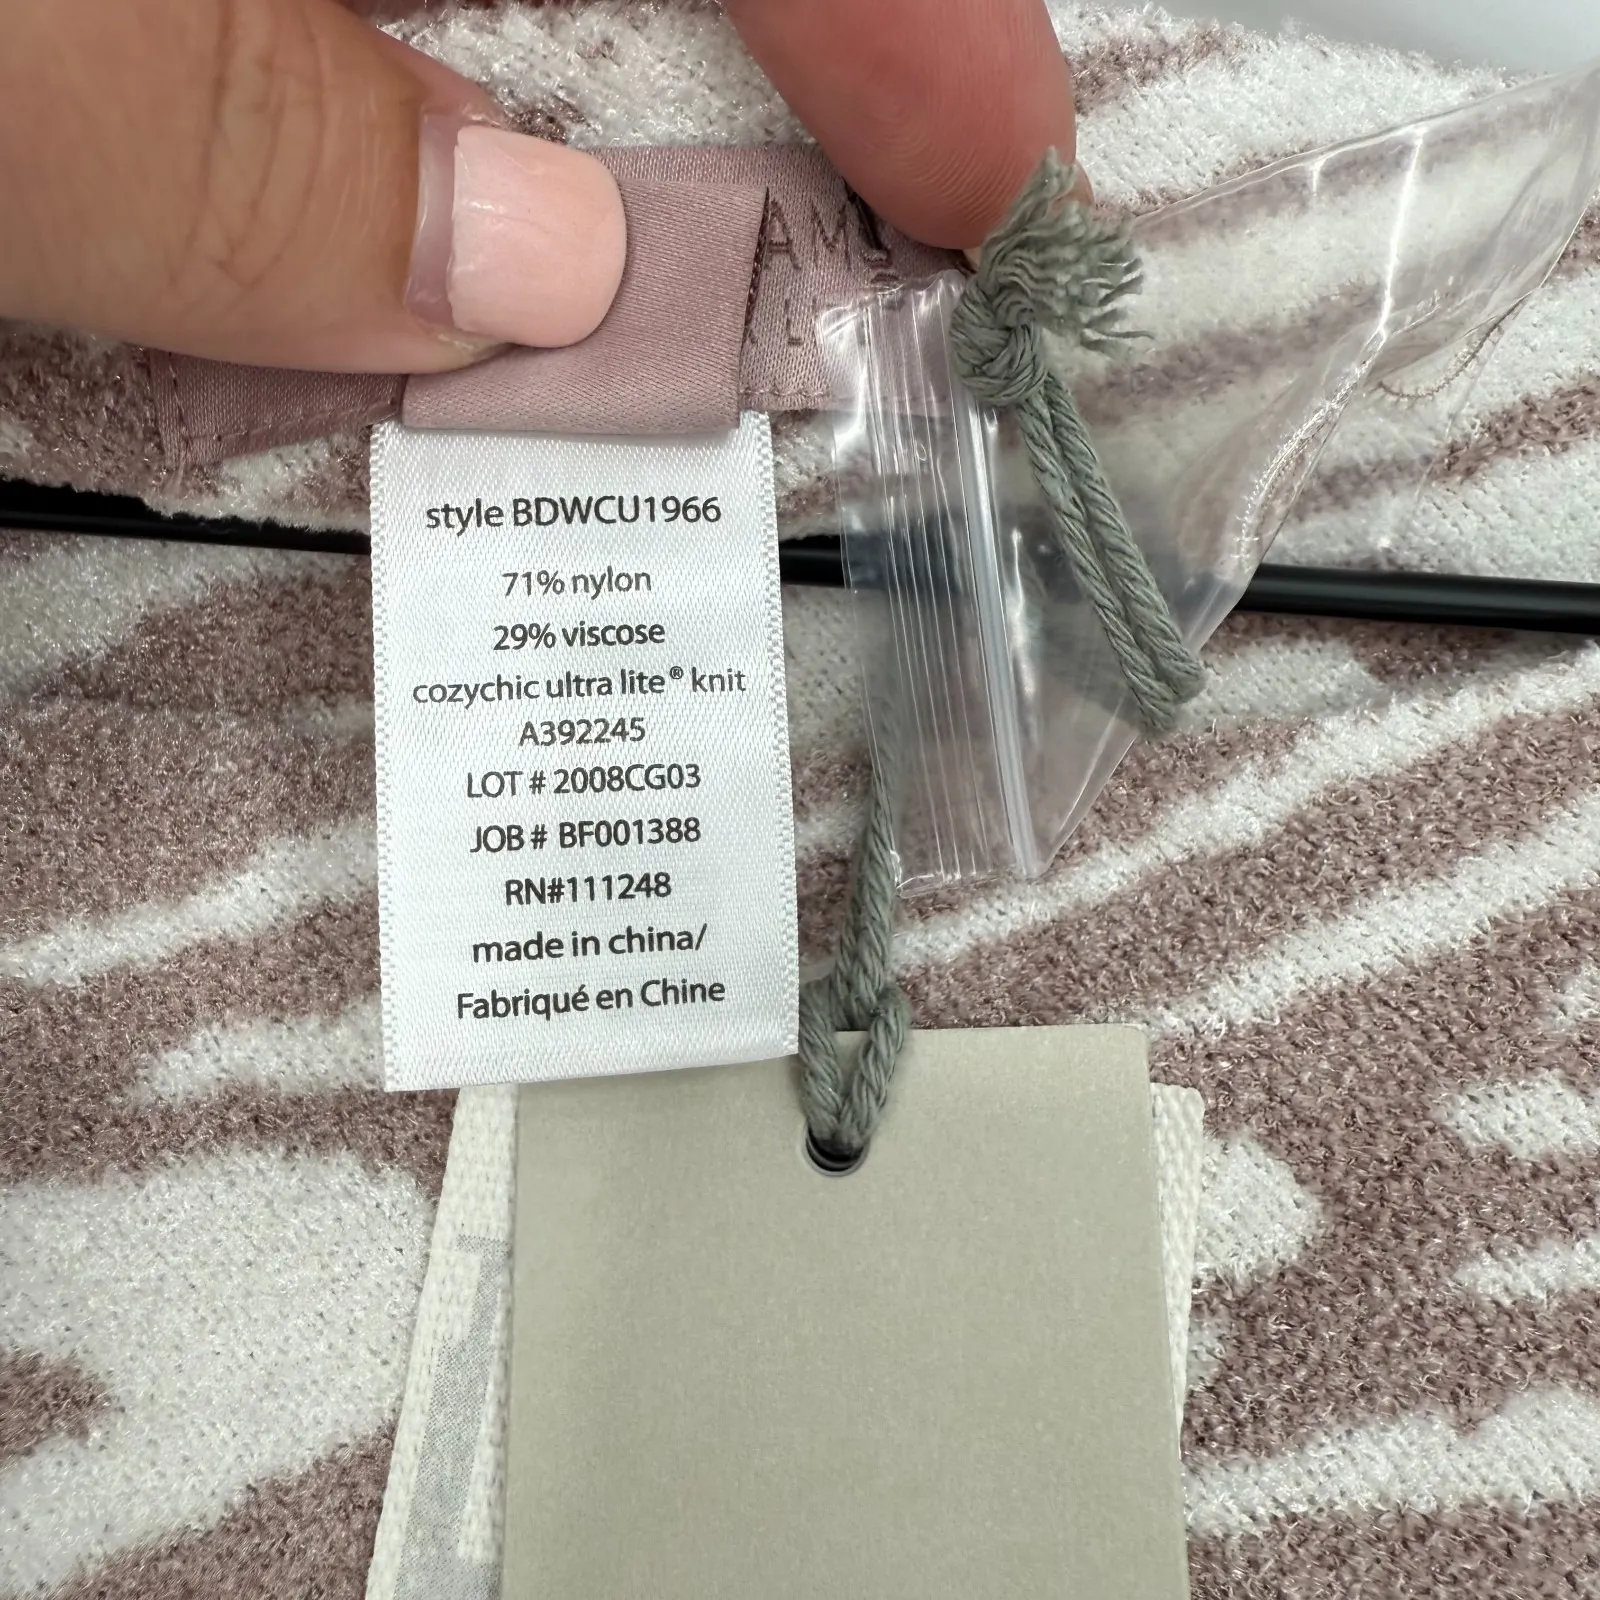 style BDWCU1966
71% nylon
29% viscose
cozychic ultra lite® knit
A392245
LOT # 2008CG03
JOB # BF001388
RN#111248
made in china/
Fabriqué en Chine